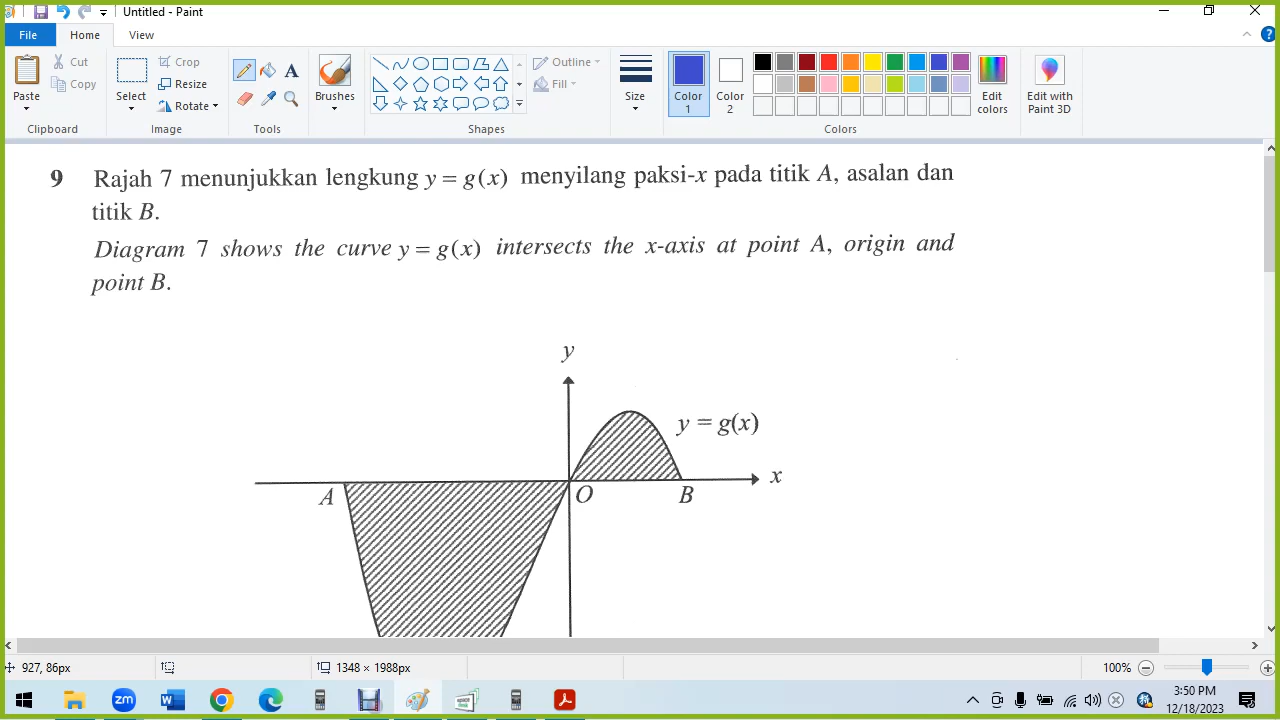 Untitled - Paint
File Home View
Cut
Copy
Paste
Clipboard
Select
Crop
Resize
Rotate
Image
Tools
Brushes
Outline
Fill
Shapes
Size
Color 1
Color 2
Edit colors
Colors
Edit with Paint 3D
9 Rajah 7 menunjukkan lengkung y = g(x) menyilang paksi-x pada titik A, asalan dan
titik B.
Diagram 7 shows the curve y = g(x) intersects the x-axis at point A, origin and
point B.
y
y = g(x)
x
A
O
B
927, 86px
1348 × 1988px
100%
zm
3:50 PM
12/18/2023